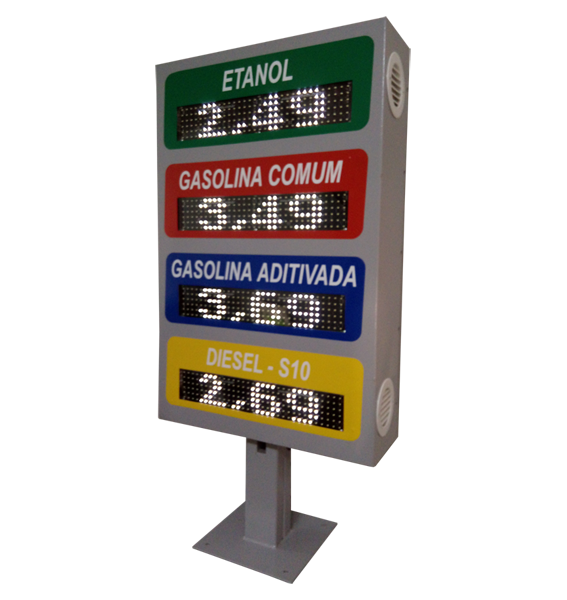 ETANOL
2.49
GASOLINA COMUM
3.49
GASOLINA ADITIVADA
3.69
DIESEL - S10
2.69